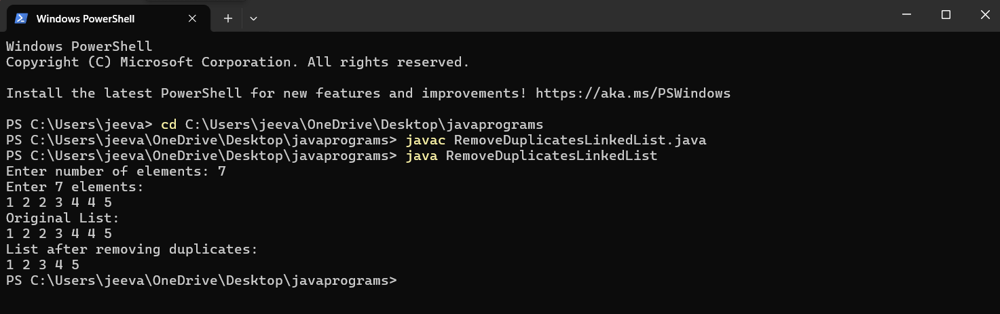 Windows PowerShell
Windows PowerShell
Copyright (C) Microsoft Corporation. All rights reserved.
Install the latest PowerShell for new features and improvements! https://aka.ms/PSWindows
PS C:\Users\jeeva> cd C:\Users\jeeva\OneDrive\Desktop\javaprograms
PS C:\Users\jeeva\OneDrive\Desktop\javaprograms> javac RemoveDuplicatesLinkedList.java
PS C:\Users\jeeva\OneDrive\Desktop\javaprograms> java RemoveDuplicatesLinkedList
Enter number of elements: 7
Enter 7 elements:
1 2 2 3 4 4 5
Original List:
1 2 2 3 4 4 5
List after removing duplicates:
1 2 3 4 5
PS C:\Users\jeeva\OneDrive\Desktop\javaprograms>